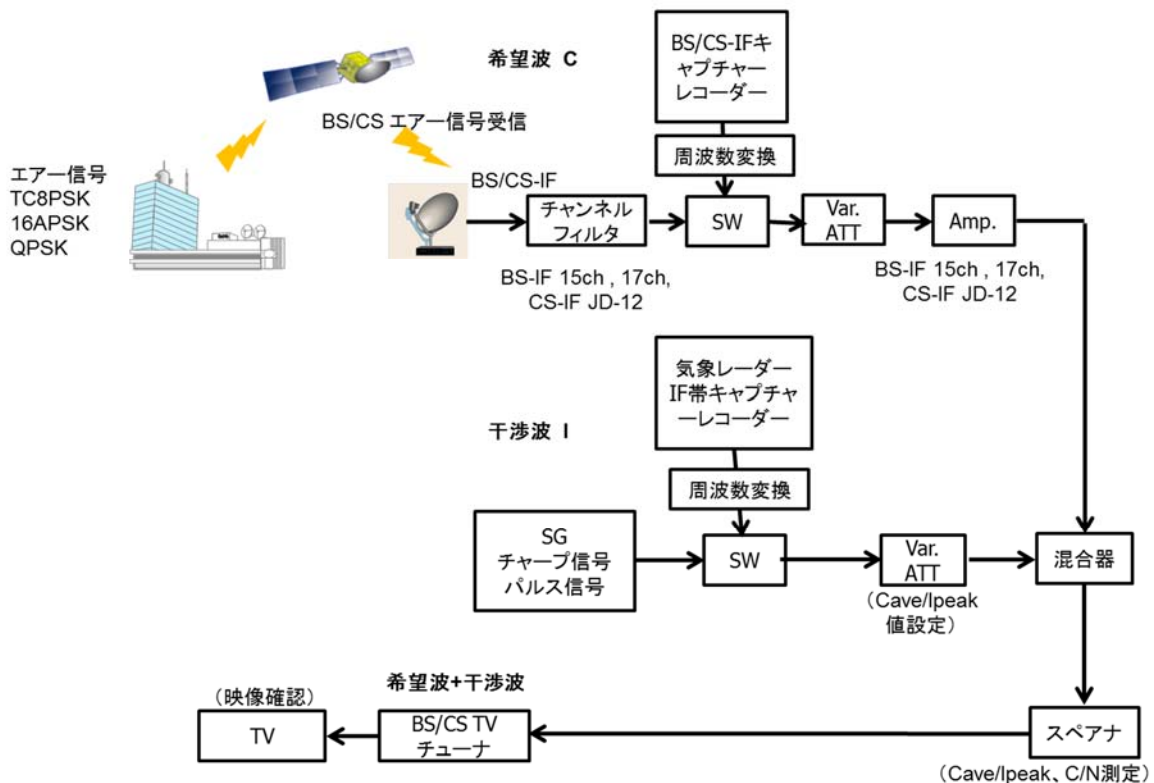 希望波 C
BS/CS-IFキ
ャプチャー
レコーダー
BS/CS エアー信号受信
エアー信号
TC8PSK
16APSK
QPSK
周波数変換
BS/CS-IF
チャンネル
フィルタ
SW
Var.
ATT
Amp.
BS-IF 15ch , 17ch,
CS-IF JD-12
BS-IF 15ch , 17ch,
CS-IF JD-12
干渉波 I
気象レーダー
IF帯キャプチャ
ーレコーダー
周波数変換
SG
チャープ信号
パルス信号
SW
Var.
ATT
（Cave/Ipeak
値設定）
混合器
希望波+干渉波
（映像確認）
TV
BS/CS TV
チューナ
スペアナ
（Cave/Ipeak、C/N測定）